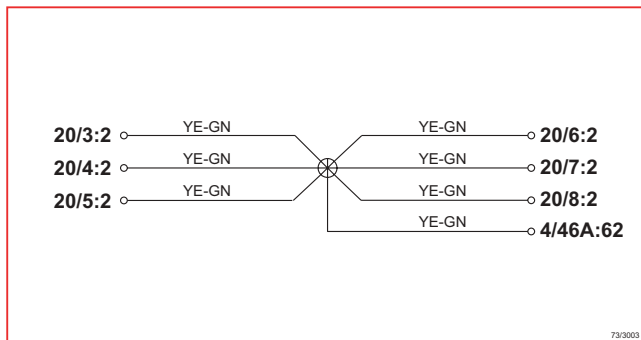 20/3:2 YE-GN YE-GN 20/6:2
20/4:2 YE-GN YE-GN 20/7:2
20/5:2 YE-GN YE-GN 20/8:2
YE-GN 4/46A:62
73/3003